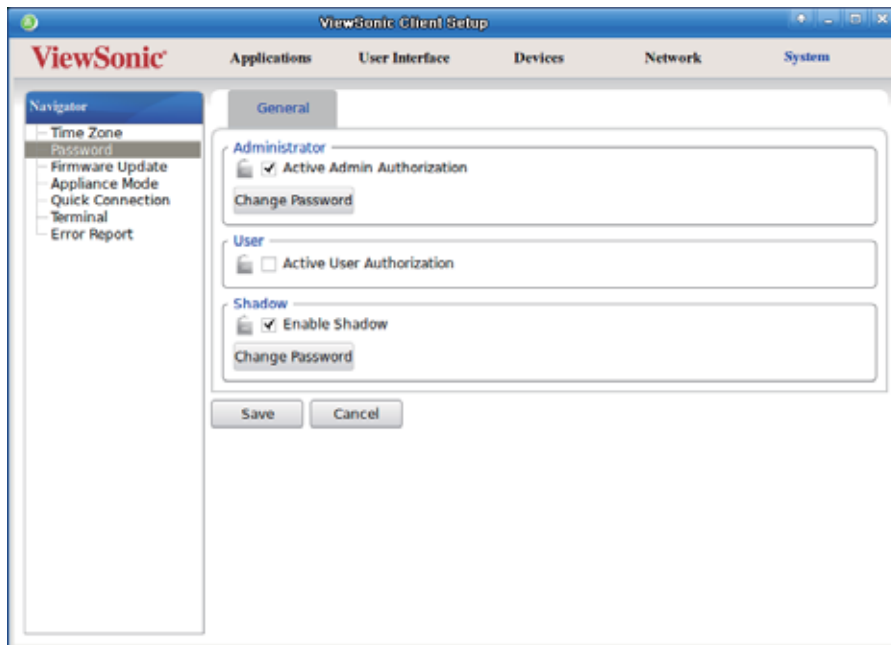 ViewSonic Client Setup
ViewSonic®
Applications User Interface Devices Network System
Navigator
Time Zone
Password
Firmware Update
Appliance Mode
Quick Connection
Terminal
Error Report
General
Administrator
Active Admin Authorization
Change Password
User
Active User Authorization
Shadow
Enable Shadow
Change Password
Save Cancel